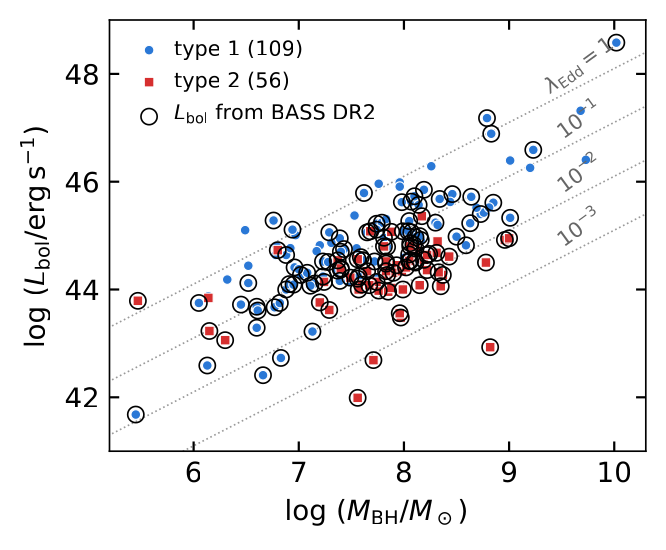 type 1 (109)
type 2 (56)
L_bol from BASS DR2
λ_Edd = 1
10⁻¹
10⁻²
10⁻³
48
46
44
42
log (L_bol/erg s⁻¹)
6 7 8 9 10
log (M_BH/M_⊙)